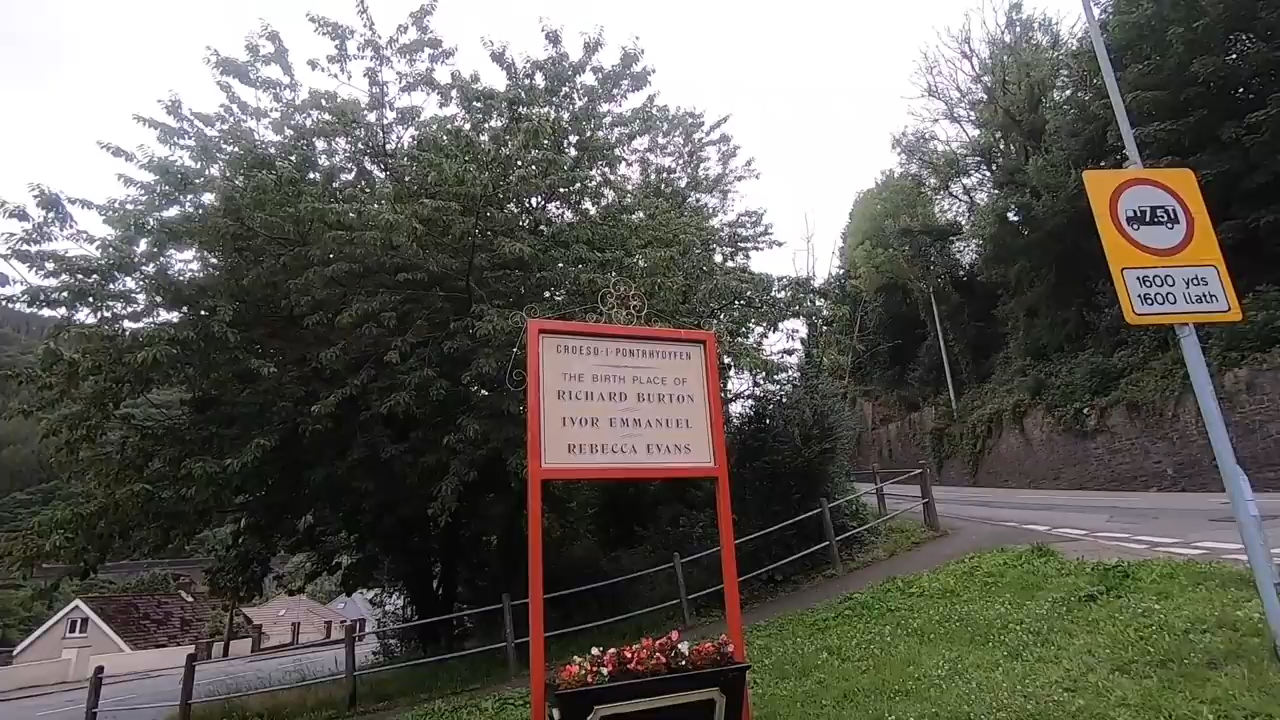 CROESO·I·PONTRHYDYFEN
THE BIRTH PLACE OF
RICHARD BURTON
IVOR EMMANUEL
REBECCA EVANS
7.5T
1600 yds
1600 llath